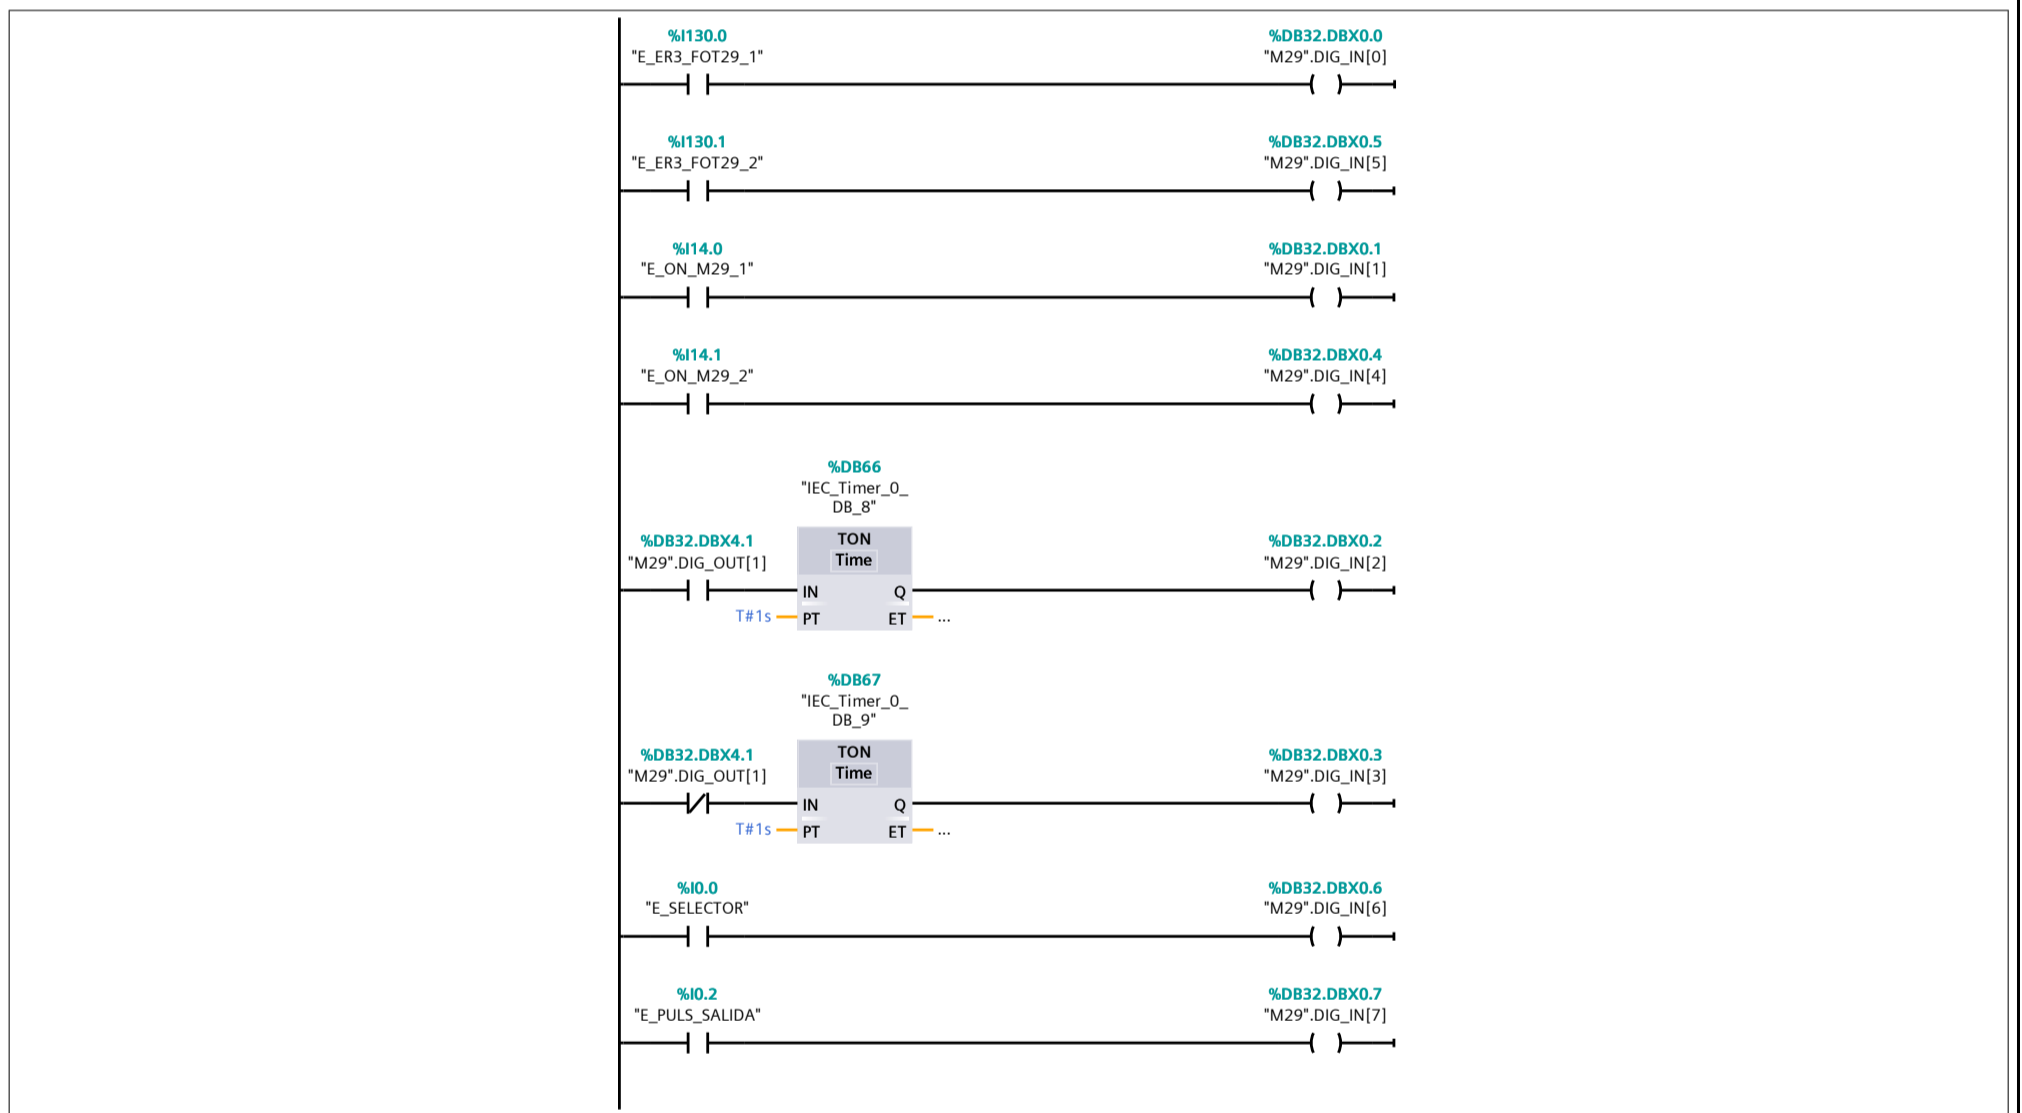 %I130.0 %DB32.DBX0.0
"E_ER3_FOT29_1" "M29".DIG_IN[0]
%I130.1 %DB32.DBX0.5
"E_ER3_FOT29_2" "M29".DIG_IN[5]
%I14.0 %DB32.DBX0.1
"E_ON_M29_1" "M29".DIG_IN[1]
%I14.1 %DB32.DBX0.4
"E_ON_M29_2" "M29".DIG_IN[4]
%DB66
"IEC_Timer_0_
DB_8"
TON
%DB32.DBX4.1 %DB32.DBX0.2
"M29".DIG_OUT[1] Time "M29".DIG_IN[2]
IN Q
T#1s PT ET ...
%DB67
"IEC_Timer_0_
DB_9"
TON
%DB32.DBX4.1 %DB32.DBX0.3
"M29".DIG_OUT[1] Time "M29".DIG_IN[3]
IN Q
T#1s PT ET ...
%I0.0 %DB32.DBX0.6
"E_SELECTOR" "M29".DIG_IN[6]
%I0.2 %DB32.DBX0.7
"E_PULS_SALIDA" "M29".DIG_IN[7]